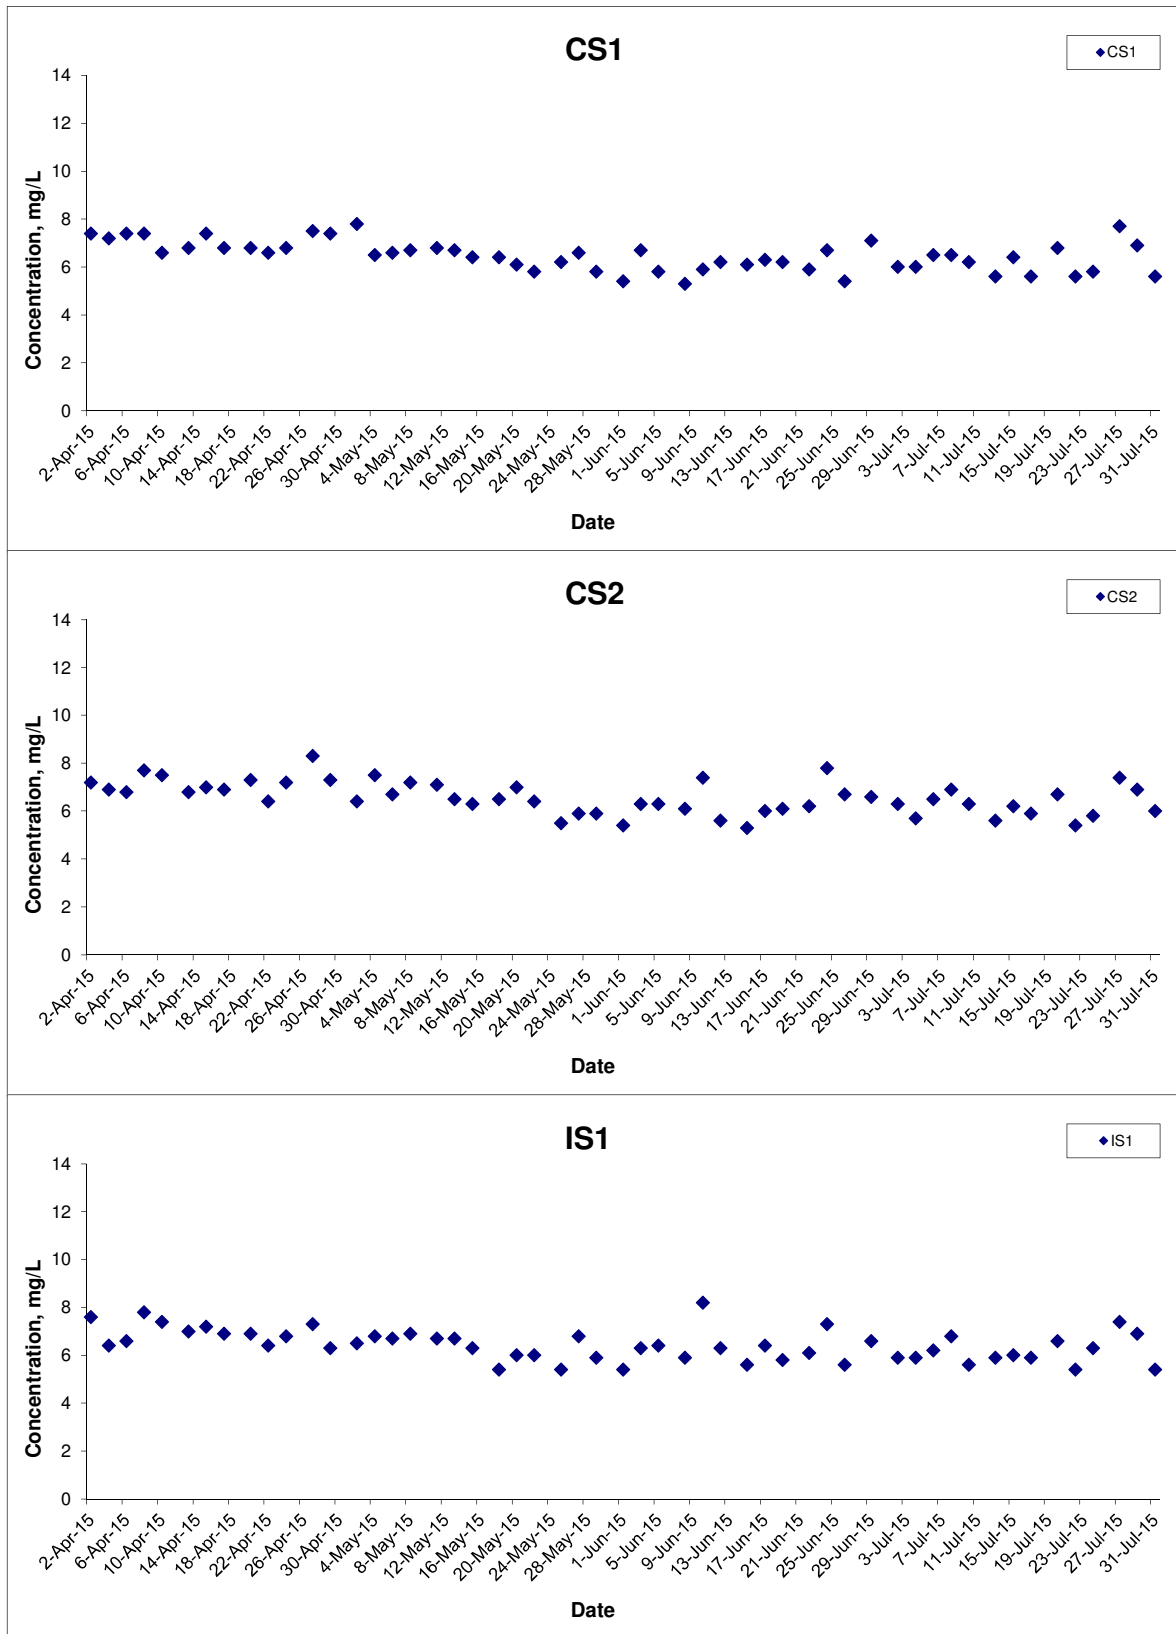 CS1
CS1
Concentration, mg/L
14
12
10
8
6
4
2
0
2-Apr-15
6-Apr-15
10-Apr-15
14-Apr-15
18-Apr-15
22-Apr-15
26-Apr-15
30-Apr-15
4-May-15
8-May-15
12-May-15
16-May-15
20-May-15
24-May-15
28-May-15
1-Jun-15
5-Jun-15
9-Jun-15
13-Jun-15
17-Jun-15
21-Jun-15
25-Jun-15
29-Jun-15
3-Jul-15
7-Jul-15
11-Jul-15
15-Jul-15
19-Jul-15
23-Jul-15
27-Jul-15
31-Jul-15
Date
CS2
CS2
Concentration, mg/L
14
12
10
8
6
4
2
0
2-Apr-15
6-Apr-15
10-Apr-15
14-Apr-15
18-Apr-15
22-Apr-15
26-Apr-15
30-Apr-15
4-May-15
8-May-15
12-May-15
16-May-15
20-May-15
24-May-15
28-May-15
1-Jun-15
5-Jun-15
9-Jun-15
13-Jun-15
17-Jun-15
21-Jun-15
25-Jun-15
29-Jun-15
3-Jul-15
7-Jul-15
11-Jul-15
15-Jul-15
19-Jul-15
23-Jul-15
27-Jul-15
31-Jul-15
Date
IS1
IS1
Concentration, mg/L
14
12
10
8
6
4
2
0
2-Apr-15
6-Apr-15
10-Apr-15
14-Apr-15
18-Apr-15
22-Apr-15
26-Apr-15
30-Apr-15
4-May-15
8-May-15
12-May-15
16-May-15
20-May-15
24-May-15
28-May-15
1-Jun-15
5-Jun-15
9-Jun-15
13-Jun-15
17-Jun-15
21-Jun-15
25-Jun-15
29-Jun-15
3-Jul-15
7-Jul-15
11-Jul-15
15-Jul-15
19-Jul-15
23-Jul-15
27-Jul-15
31-Jul-15
Date